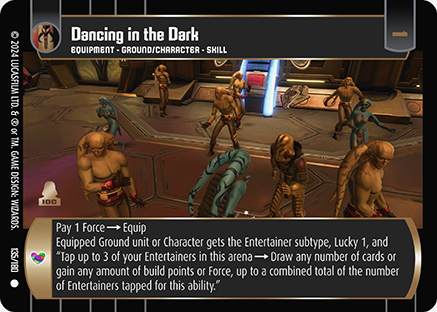 Dancing in the Dark
EQUIPMENT - GROUND/CHARACTER - SKILL
© 2024 LUCASFILM LTD. & ® or TM. GAME DESIGN: WIZARDS.
135/180
IDC
Pay 1 Force → Equip
Equipped Ground unit or Character gets the Entertainer subtype, Lucky 1, and
“Tap up to 3 of your Entertainers in this arena → Draw any number of cards or
gain any amount of build points or Force, up to a combined total of the number
of Entertainers tapped for this ability.”